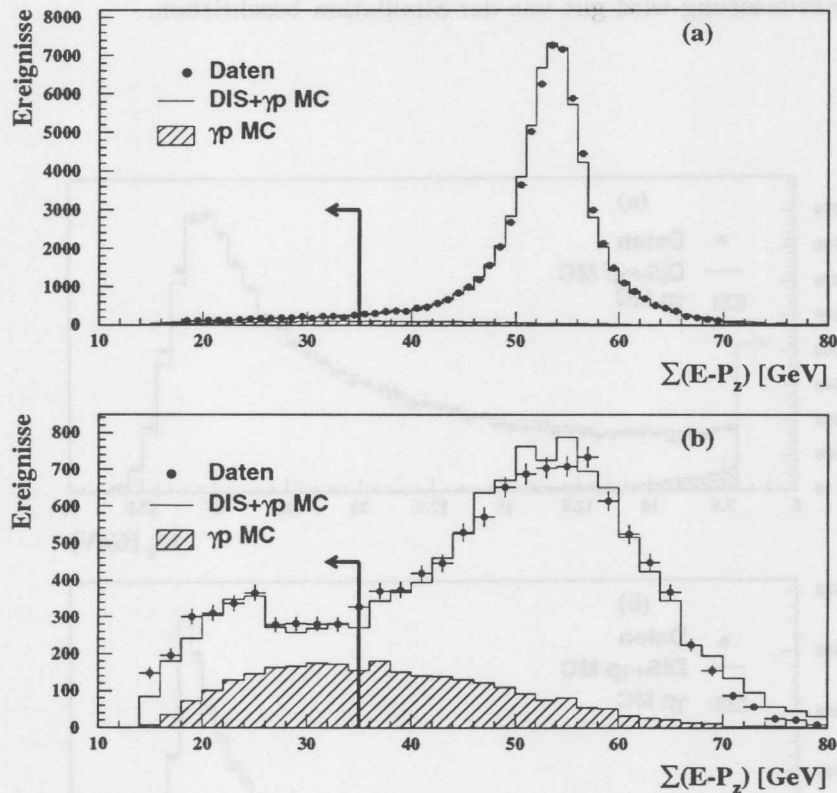 (a)
Ereignisse
8000
7000
6000
5000
4000
3000
2000
1000
0
Daten
DIS+γp MC
γp MC
10 20 30 40 50 60 70 80
∑(E-P_z) [GeV]
(b)
Ereignisse
800
700
600
500
400
300
200
100
0
Daten
DIS+γp MC
γp MC
10 20 30 40 50 60 70 80
∑(E-P_z) [GeV]